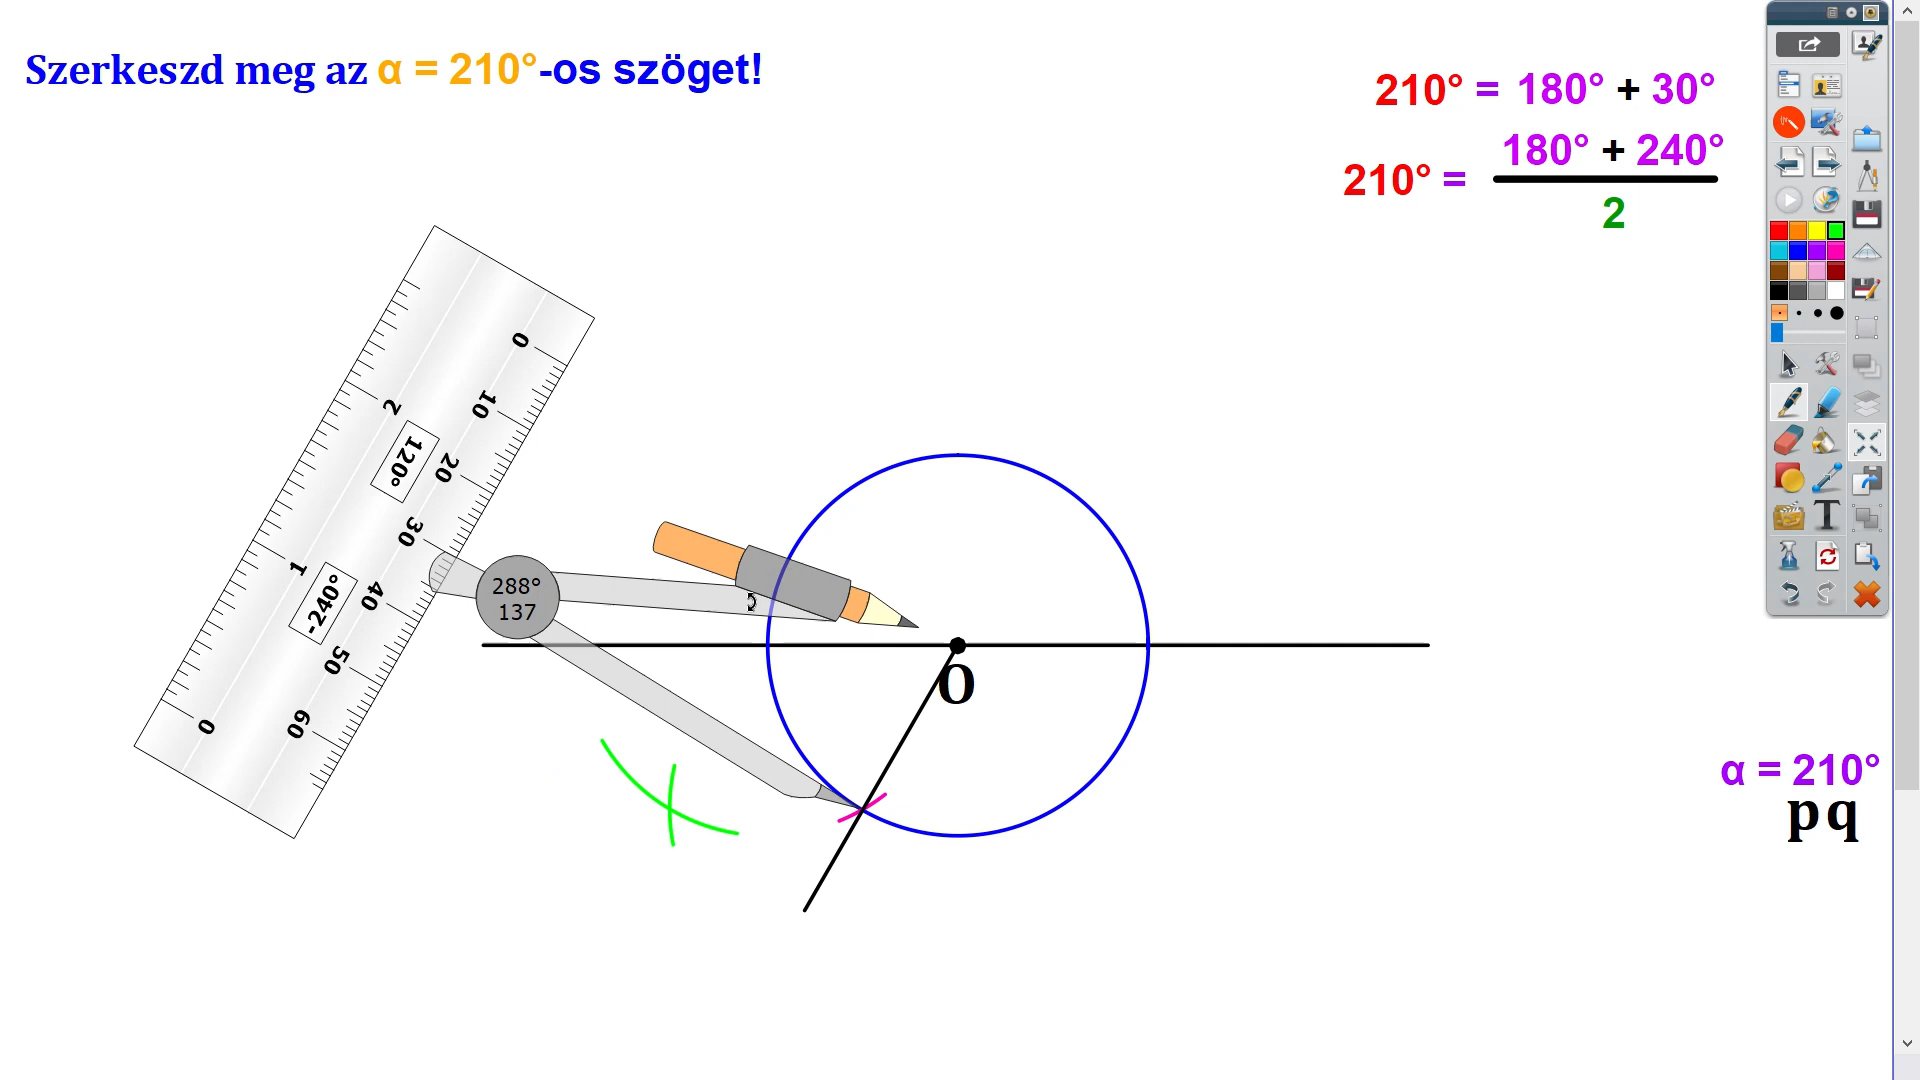 Szerkeszd meg az α = 210°-os szöget!
210° = 180° + 30°
180° + 240°
210° =
2
0
10
2
120°
20
30
1
-240°
40
50
0
60
288°
137
O
α = 210°
p q
T